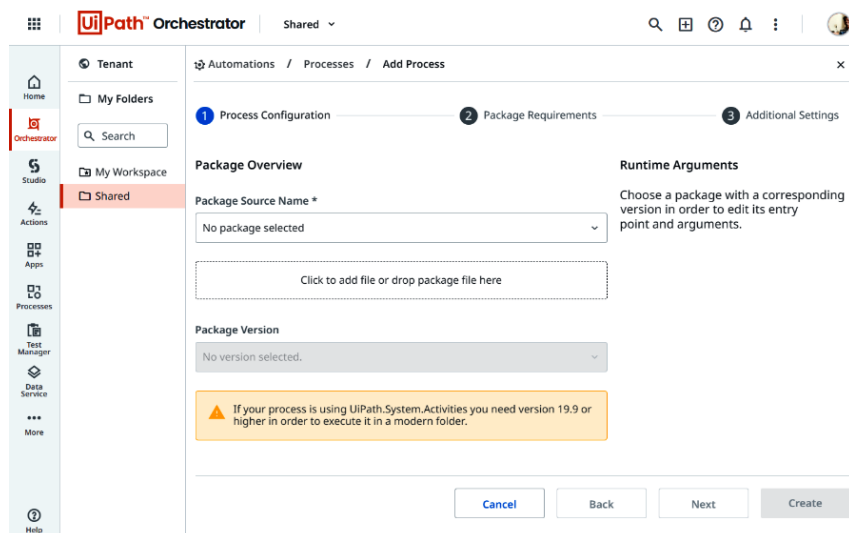 UiPath™ Orchestrator
Shared
Home
Orchestrator
Studio
Actions
Apps
Processes
Test
Manager
Data
Service
More
Help
Tenant
My Folders
Search
My Workspace
Shared
Automations / Processes / Add Process
1 Process Configuration
2 Package Requirements
3 Additional Settings
Package Overview
Package Source Name *
No package selected
Click to add file or drop package file here
Package Version
No version selected.
If your process is using UiPath.System.Activities you need version 19.9 or
higher in order to execute it in a modern folder.
Runtime Arguments
Choose a package with a corresponding
version in order to edit its entry
point and arguments.
Cancel
Back
Next
Create